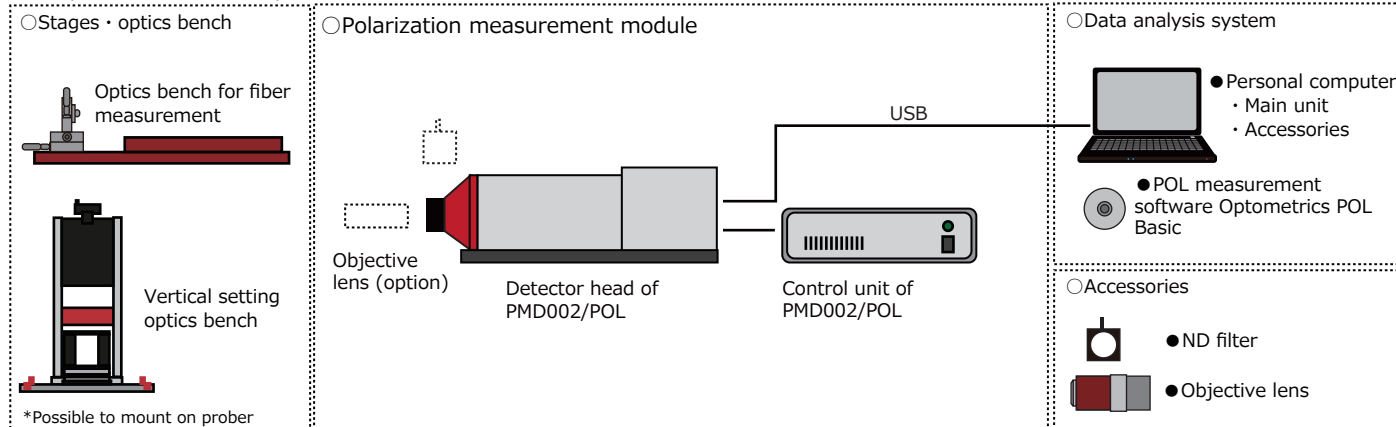 ○Stages・optics bench
Optics bench for fiber
measurement
Vertical setting
optics bench
*Possible to mount on prober
○Polarization measurement module
USB
Objective
lens (option)
Detector head of
PMD002/POL
Control unit of
PMD002/POL
○Data analysis system
●Personal computer
・Main unit
・Accessories
●POL measurement
software Optometrics POL
Basic
○Accessories
●ND filter
●Objective lens